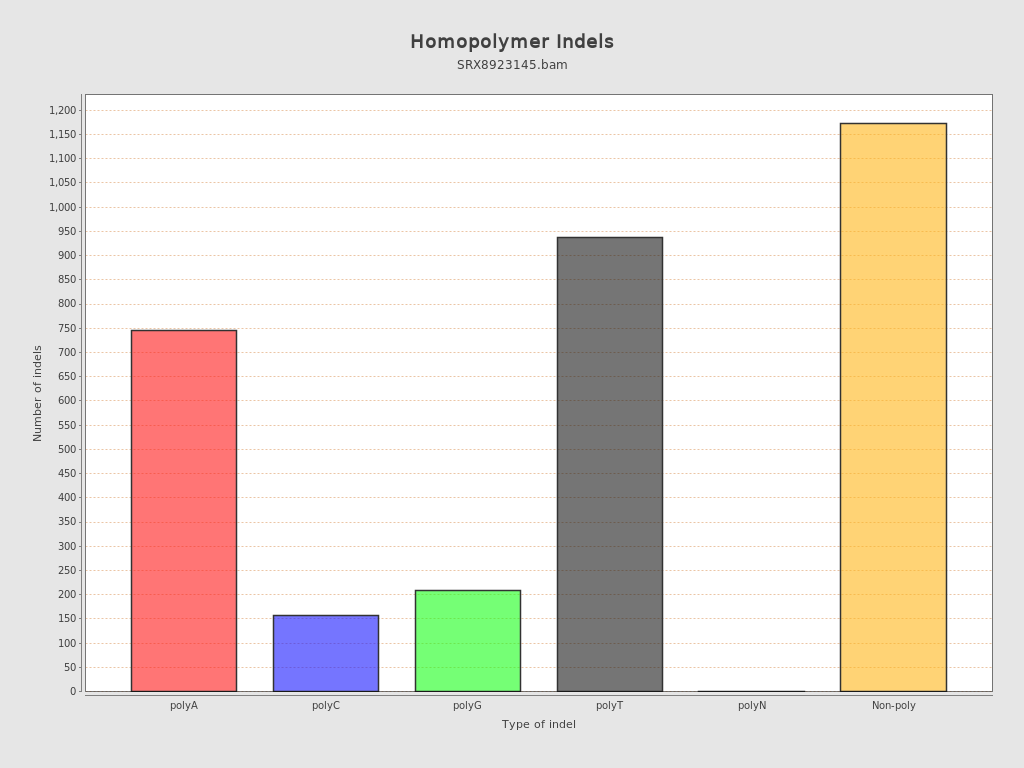 Homopolymer Indels
SRX8923145.bam
1,200
1,150
1,100
1,050
1,000
950
900
850
800
750
700
650
600
550
500
450
400
350
300
250
200
150
100
50
0
Number of indels
polyA
polyC
polyG
polyT
polyN
Non-poly
Type of indel